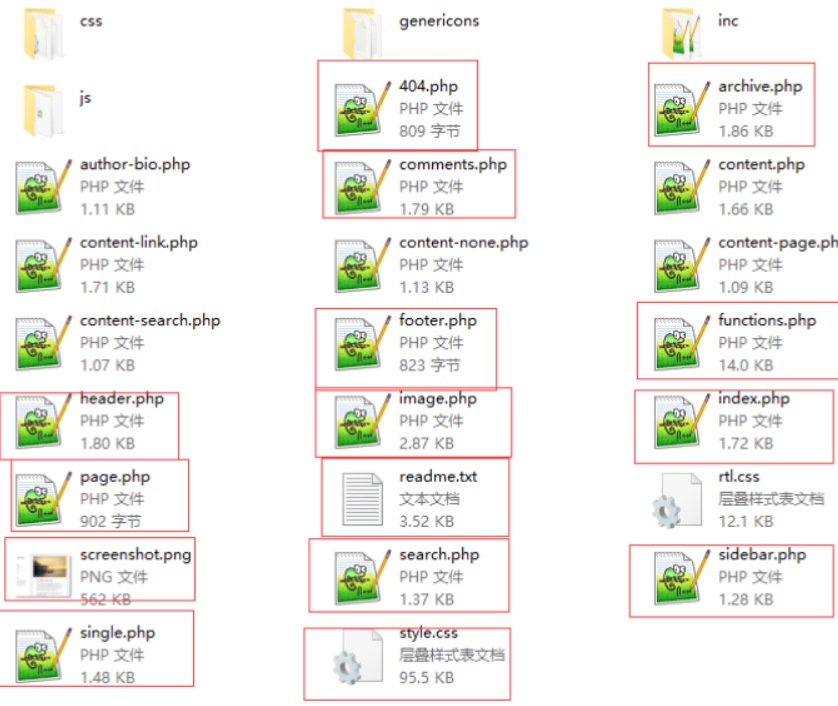 css
genericons
inc
js
404.php
PHP 文件
809 字节
archive.php
PHP 文件
1.86 KB
author-bio.php
PHP 文件
1.11 KB
comments.php
PHP 文件
1.79 KB
content.php
PHP 文件
1.66 KB
content-link.php
PHP 文件
1.71 KB
content-none.php
PHP 文件
1.13 KB
content-page.ph
PHP 文件
1.09 KB
content-search.php
PHP 文件
1.07 KB
footer.php
PHP 文件
823 字节
functions.php
PHP 文件
14.0 KB
header.php
PHP 文件
1.80 KB
image.php
PHP 文件
2.87 KB
index.php
PHP 文件
1.72 KB
page.php
PHP 文件
902 字节
readme.txt
文本文档
3.52 KB
rtl.css
层叠样式表文档
12.1 KB
screenshot.png
PNG 文件
562 KB
search.php
PHP 文件
1.37 KB
sidebar.php
PHP 文件
1.28 KB
single.php
PHP 文件
1.48 KB
style.css
层叠样式表文档
95.5 KB